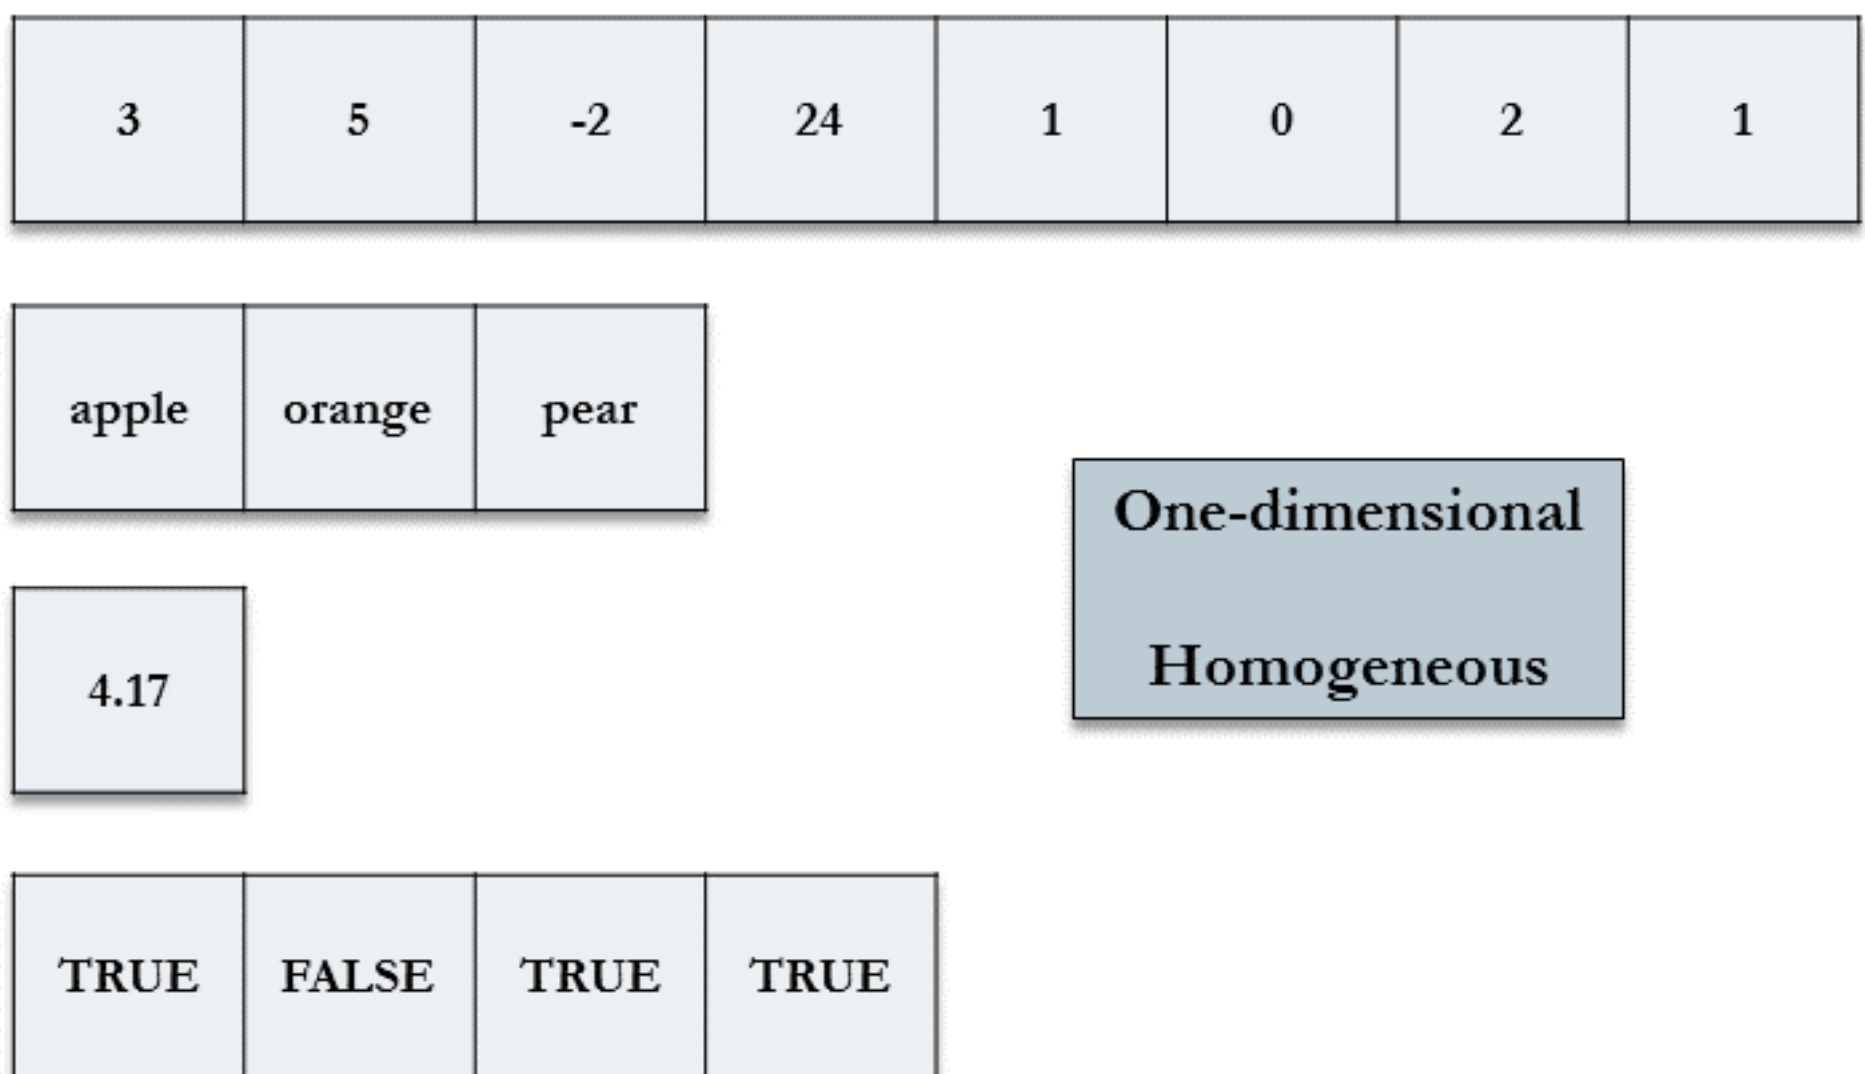 3 5 -2 24 1 0 2 1
apple orange pear
One-dimensional
Homogeneous
4.17
TRUE FALSE TRUE TRUE